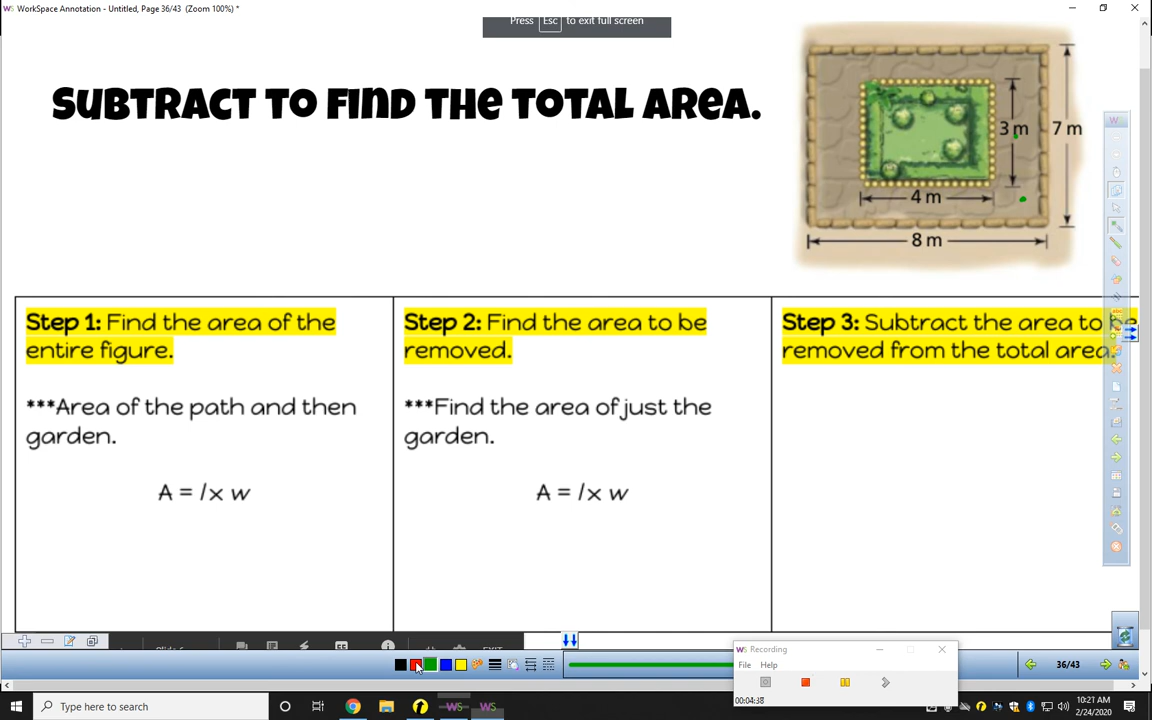 WorkSpace Annotation - Untitled, Page 36/43 (Zoom 100%) *
Press Esc to exit full screen
SUBTRACT TO FIND THE TOTAL AREA.
3 m
7 m
4 m
8 m
Step 1: Find the area of the
entire figure.
***Area of the path and then
garden.
A = l x w
Step 2: Find the area to be
removed.
***Find the area of just the
garden.
A = l x w
Step 3: Subtract the area to be
removed from the total area.
EXIT
Recording
File Help
00:04:38
36/43
Type here to search
10:21 AM
2/24/2020